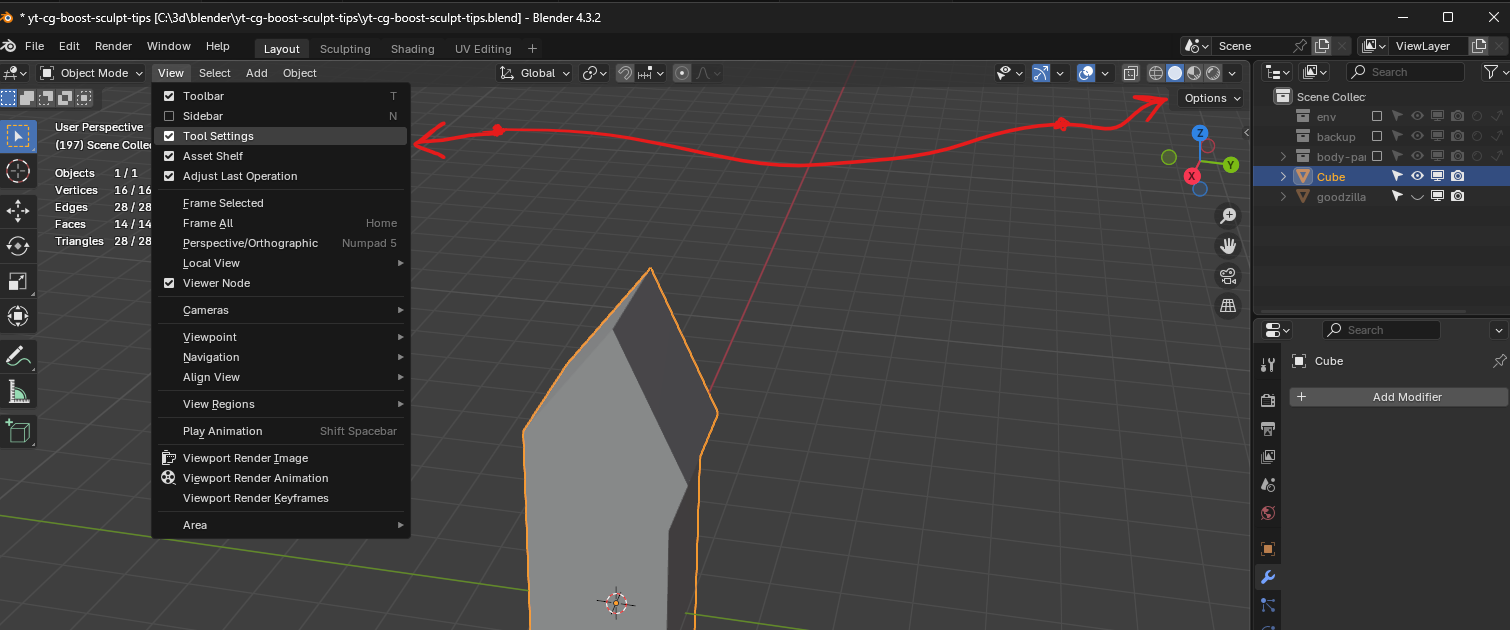 * yt-cg-boost-sculpt-tips [C:\3d\blender\yt-cg-boost-sculpt-tips\yt-cg-boost-sculpt-tips.blend] - Blender 4.3.2
File Edit Render Window Help Layout Sculpting Shading UV Editing + Scene ViewLayer
Object Mode View Select Add Object Global Search
Options
Toolbar T
Sidebar N
Tool Settings
Asset Shelf
Adjust Last Operation
Frame Selected
Frame All Home
Perspective/Orthographic Numpad 5
Local View
Viewer Node
Cameras
Viewpoint
Navigation
Align View
View Regions
Play Animation Shift Spacebar
Viewport Render Image
Viewport Render Animation
Viewport Render Keyframes
Area
User Perspective
(197) Scene Colle
Objects 1 / 1
Vertices 16 / 16
Edges 28 / 28
Faces 14 / 14
Triangles 28 / 28
Z
Y
X
Scene Collec
env
backup
body-pa
Cube
goodzilla
Search
Cube
+ Add Modifier